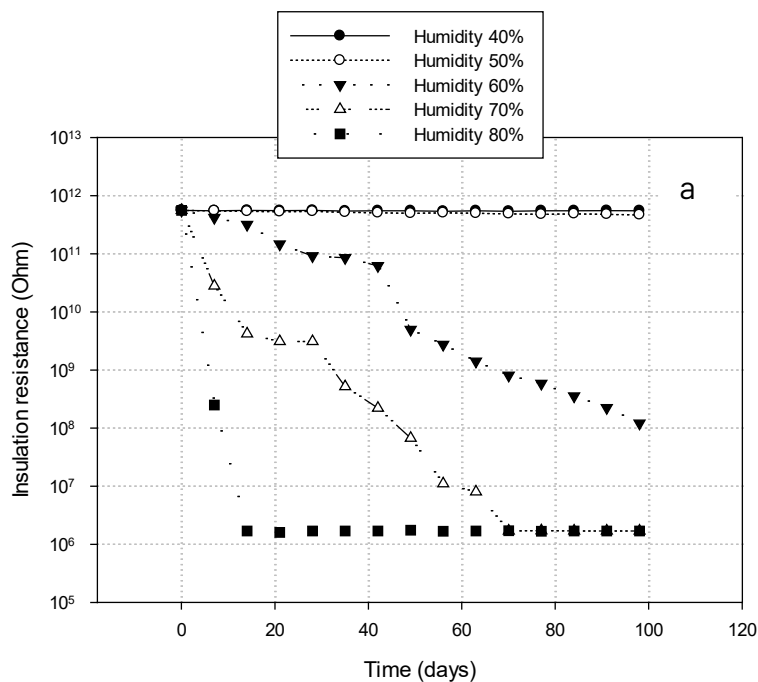 Humidity 40%
Humidity 50%
Humidity 60%
Humidity 70%
Humidity 80%
a
Insulation resistance (Ohm)
10¹³
10¹²
10¹¹
10¹⁰
10⁹
10⁸
10⁷
10⁶
10⁵
0 20 40 60 80 100 120
Time (days)